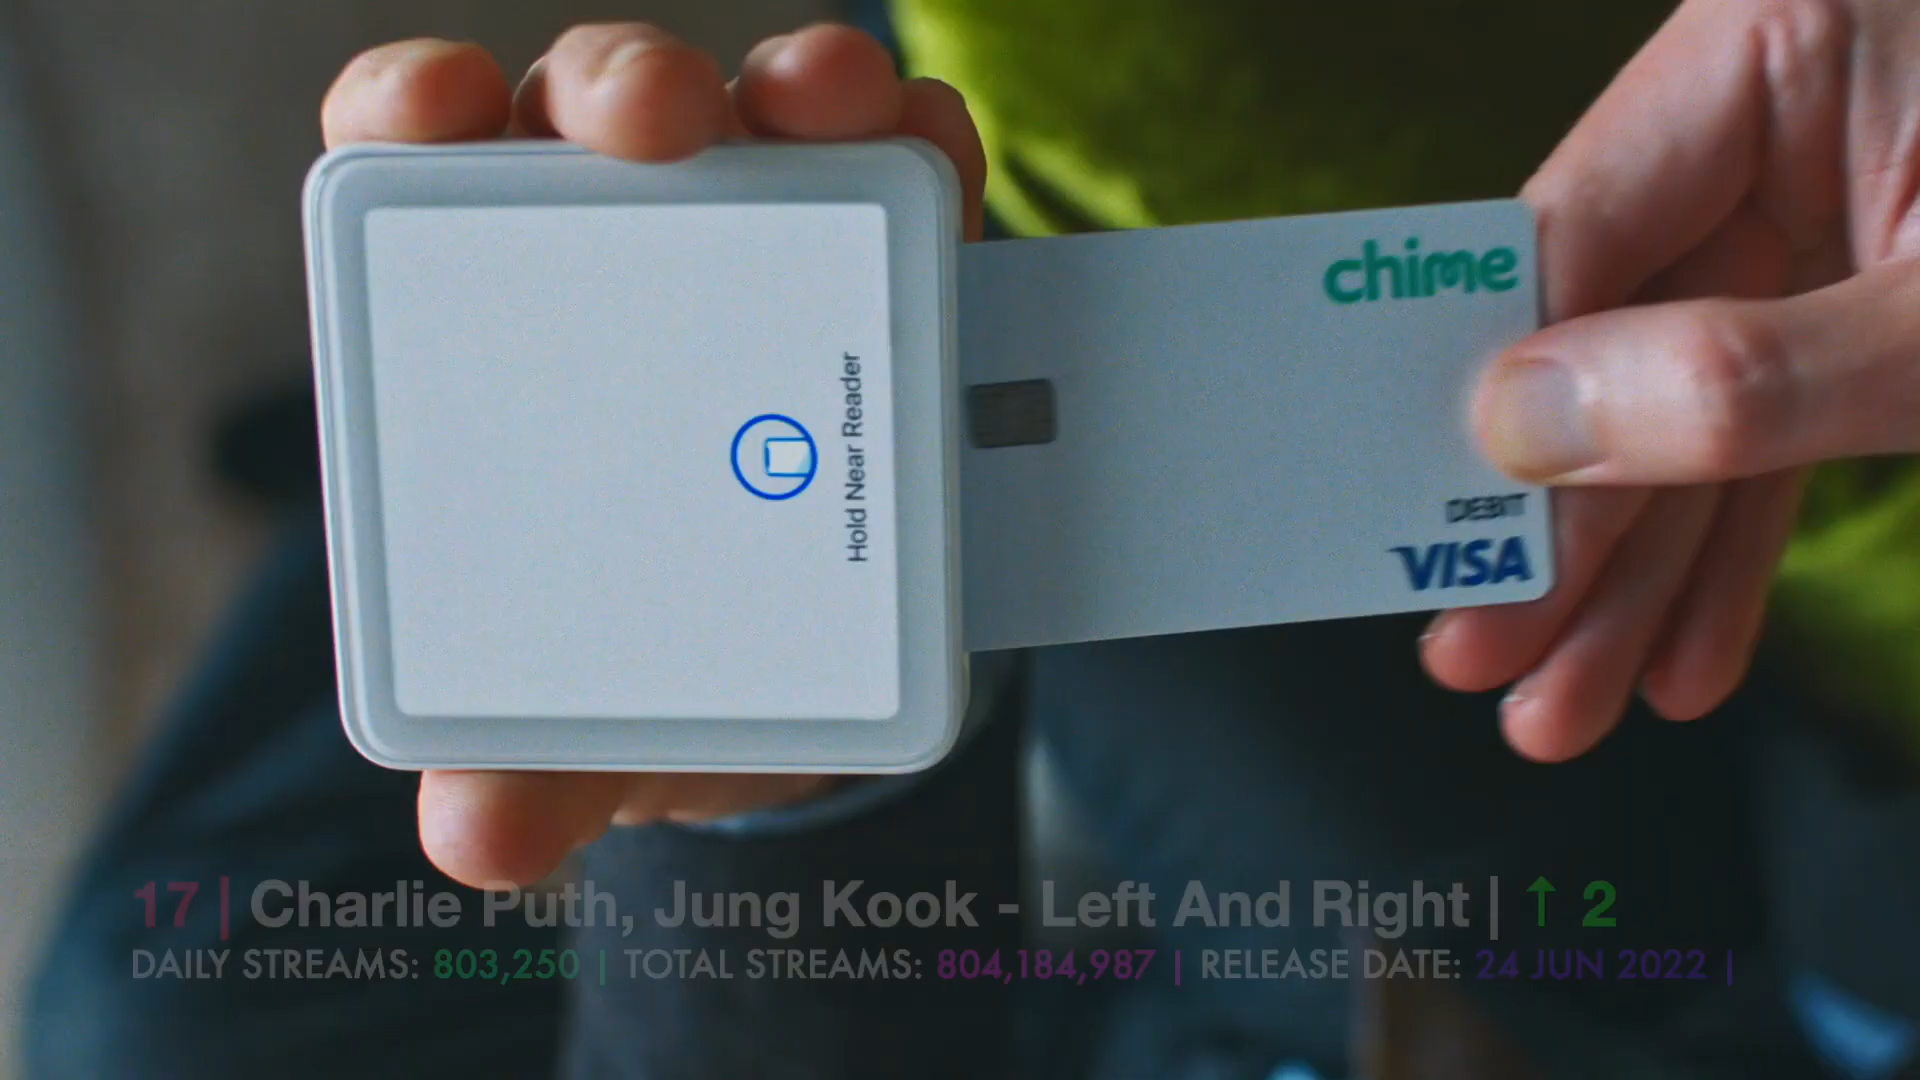 chime
Hold Near Reader
DEBIT
VISA
17 | Charlie Puth, Jung Kook - Left And Right | ↑ 2
DAILY STREAMS: 803,250 | TOTAL STREAMS: 804,184,987 | RELEASE DATE: 24 JUN 2022 |